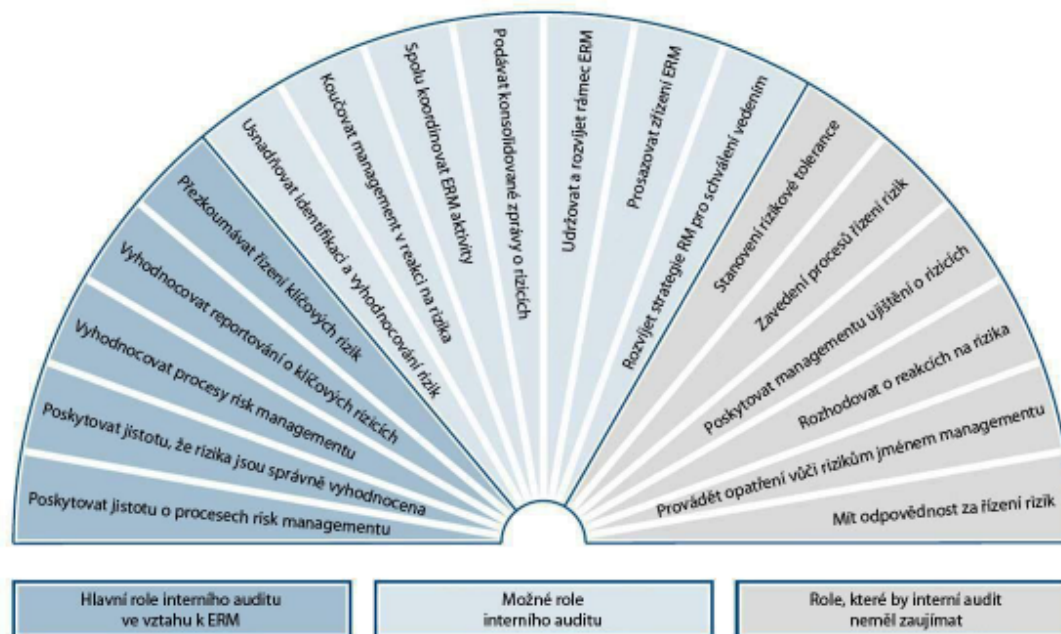 Poskytovat jistotu o procesech risk managementu
Poskytovat jistotu, že rizika jsou správně vyhodnocena
Vyhodnocovat procesy risk managementu
Vyhodnocovat reportování o klíčových rizicích
Přezkoumávat řízení klíčových rizik
Usnadňovat identifikaci a vyhodnocování rizik
Koučovat management v reakci na rizika
Spolu koordinovat ERM aktivity
Podávat konsolidované zprávy o rizicích
Udržovat a rozvíjet rámec ERM
Prosazovat zřízení ERM
Rozvíjet strategie RM pro schválení vedením
Stanovení rizikové tolerance
Zavedení procesů řízení rizik
Poskytovat managementu ujištění o rizicích
Rozhodovat o reakcích na rizika
Provádět opatření vůči rizikům jménem managementu
Mít odpovědnost za řízení rizik
Hlavní role interního auditu
ve vztahu k ERM
Možné role
interního auditu
Role, které by interní audit
neměl zaujímat